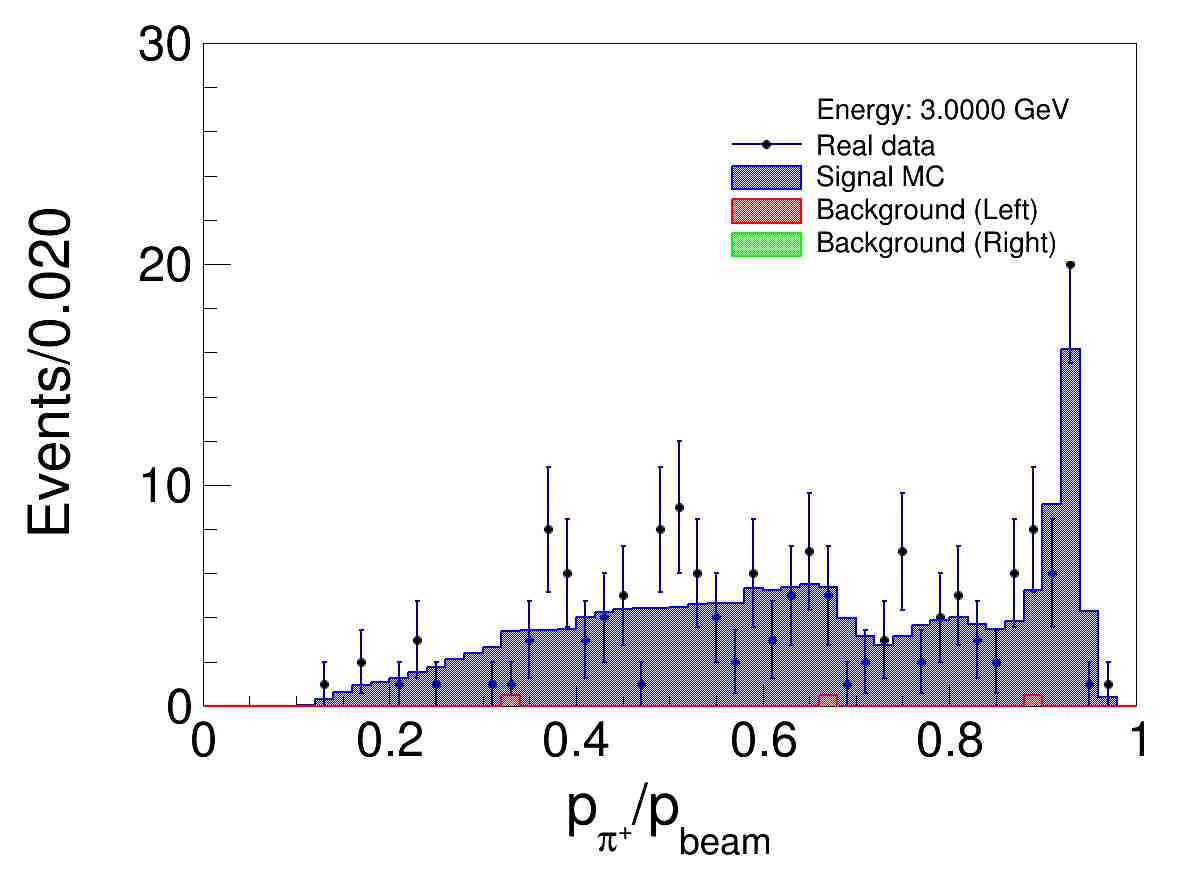 30
20
10
0
Events/0.020
Energy: 3.0000 GeV
Real data
Signal MC
Background (Left)
Background (Right)
0 0.2 0.4 0.6 0.8 1
pπ+/pbeam